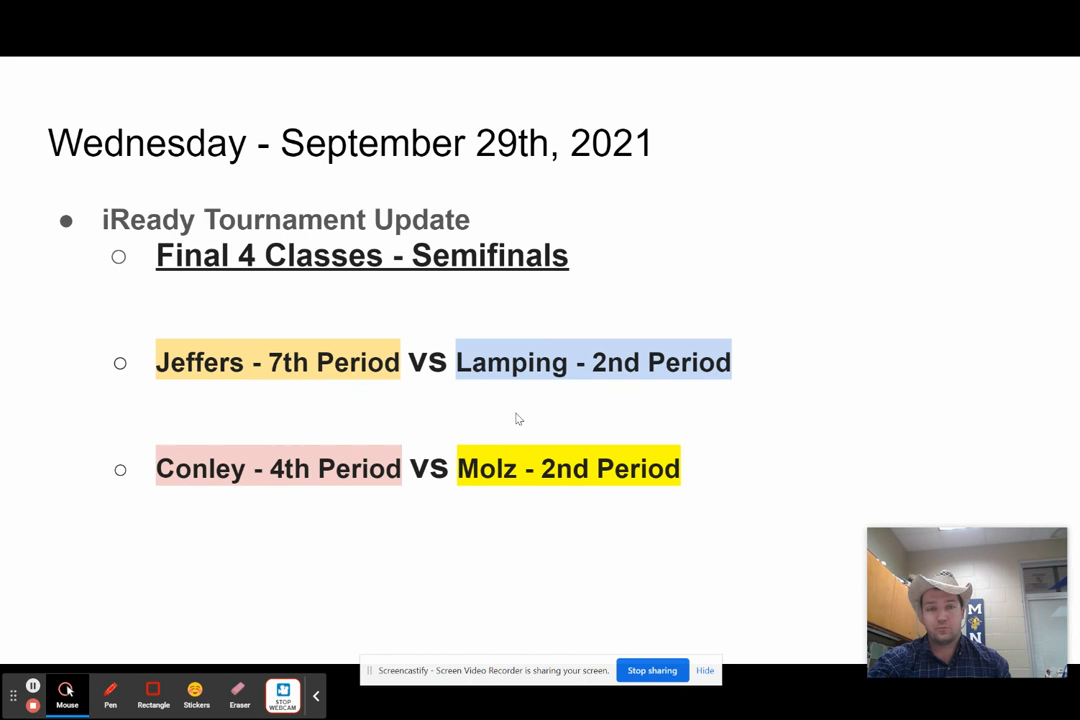 Wednesday - September 29th, 2021
● iReady Tournament Update
○ Final 4 Classes - Semifinals
○ Jeffers - 7th Period vs Lamping - 2nd Period
○ Conley - 4th Period vs Molz - 2nd Period
M
N
Screencastify - Screen Video Recorder is sharing your screen. Stop sharing Hide
Mouse Pen Rectangle Stickers Eraser STOP WEBCAM